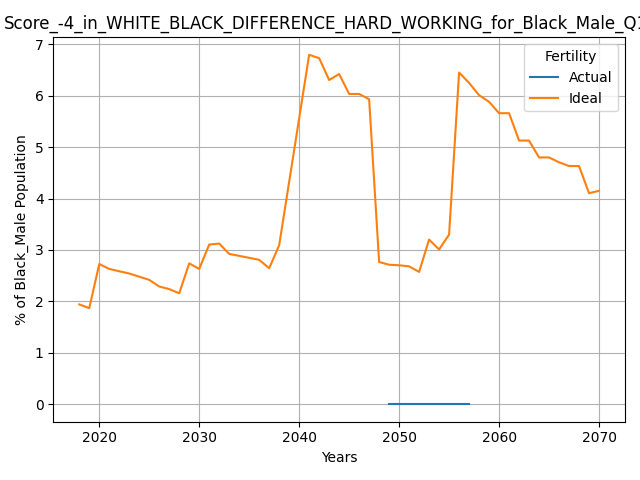 Score_-4_in_WHITE_BLACK_DIFFERENCE_HARD_WORKING_for_Black_Male_Q
7
6
5
4
3
2
1
0
% of Black_Male Population
Fertility
Actual
Ideal
2020 2030 2040 2050 2060 2070
Years